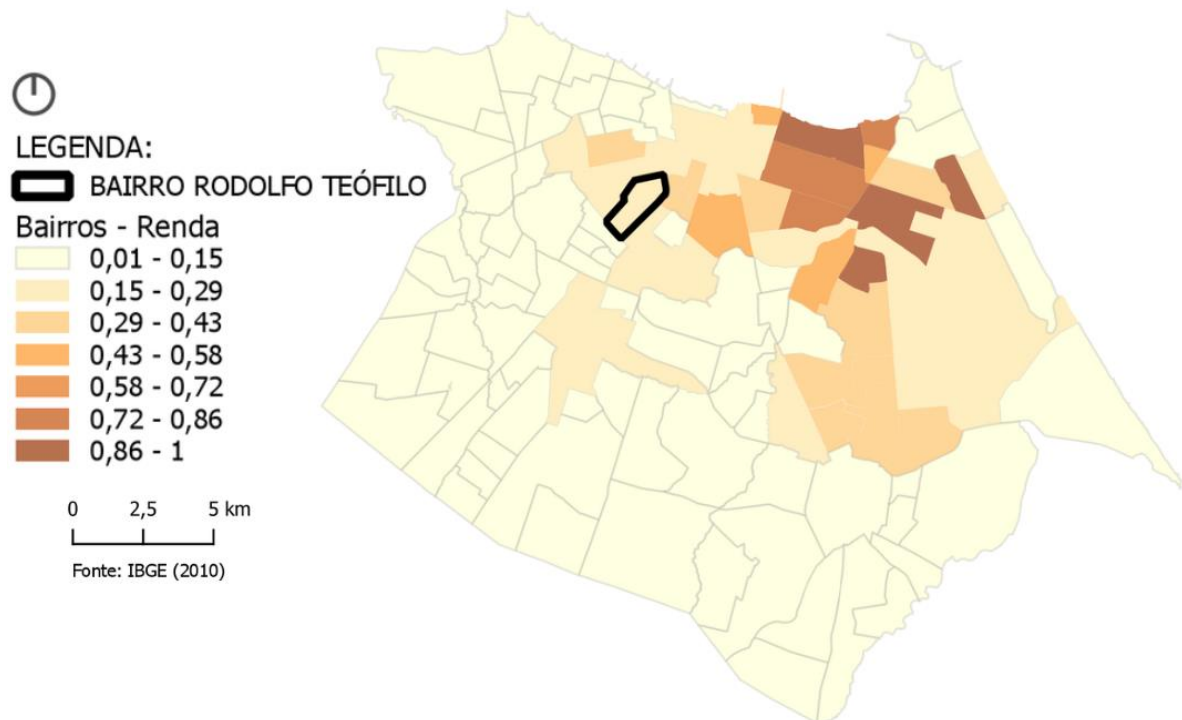 LEGENDA:
BAIRRO RODOLFO TEÓFILO
Bairros - Renda
0,01 - 0,15
0,15 - 0,29
0,29 - 0,43
0,43 - 0,58
0,58 - 0,72
0,72 - 0,86
0,86 - 1
0 2,5 5 km
Fonte: IBGE (2010)